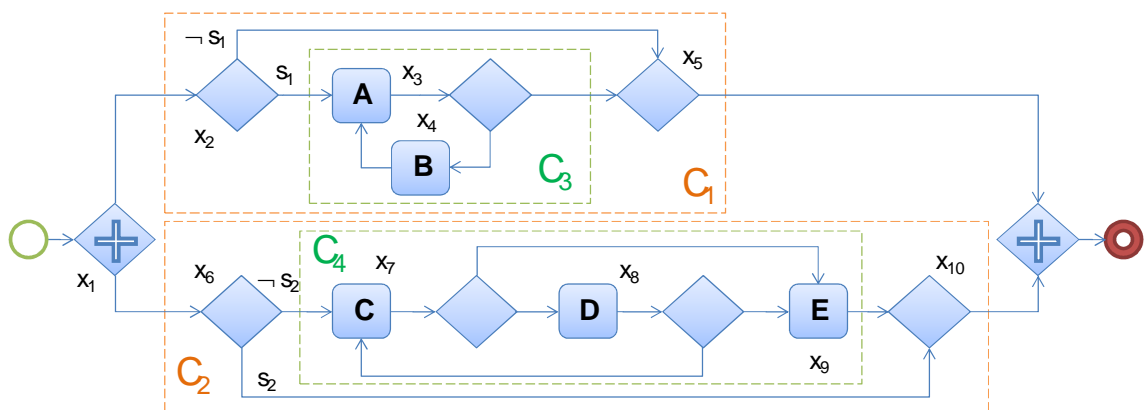 ¬ s₁
s₁
x₃
x₅
A
x₄
x₂
B
C₃
C₁
x₁
x₆
¬ s₂
C₄
x₇
x₈
x₁₀
C
D
E
x₉
C₂
s₂